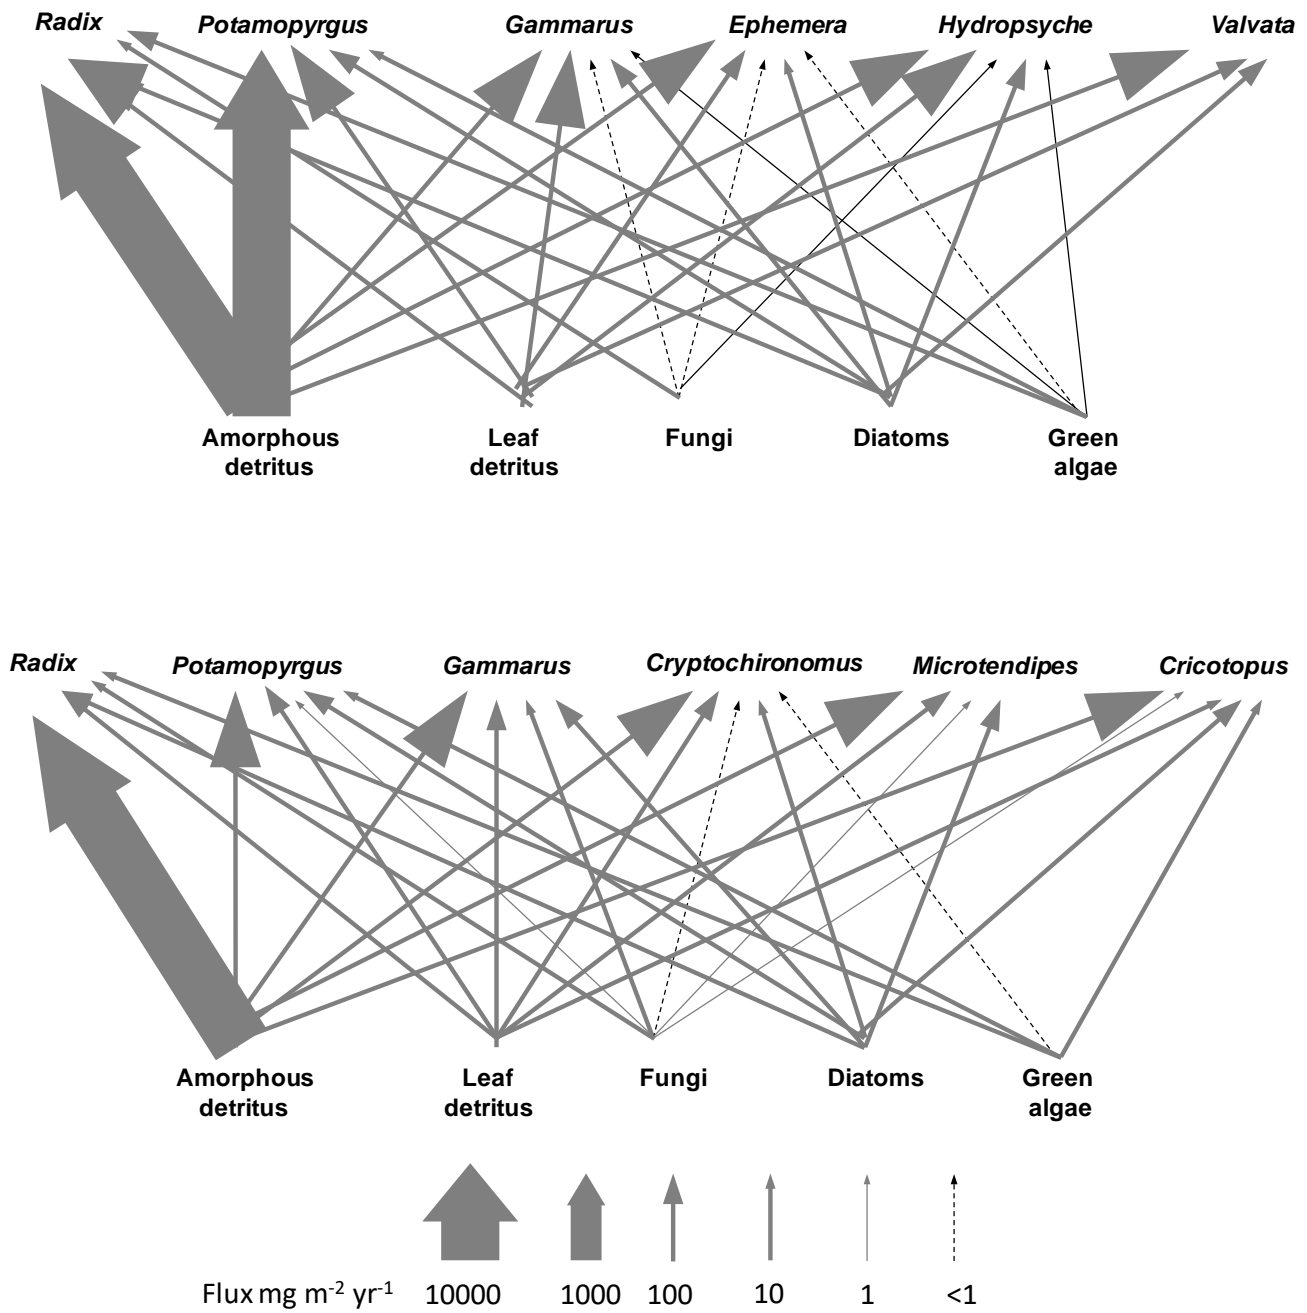 Radix Potamopyrgus Gammarus Ephemera Hydropsyche Valvata
Amorphous detritus Leaf detritus Fungi Diatoms Green algae
Radix Potamopyrgus Gammarus Cryptochironomus Microtendipes Cricotopus
Amorphous detritus Leaf detritus Fungi Diatoms Green algae
Flux mg m⁻² yr⁻¹ 10000 1000 100 10 1 <1